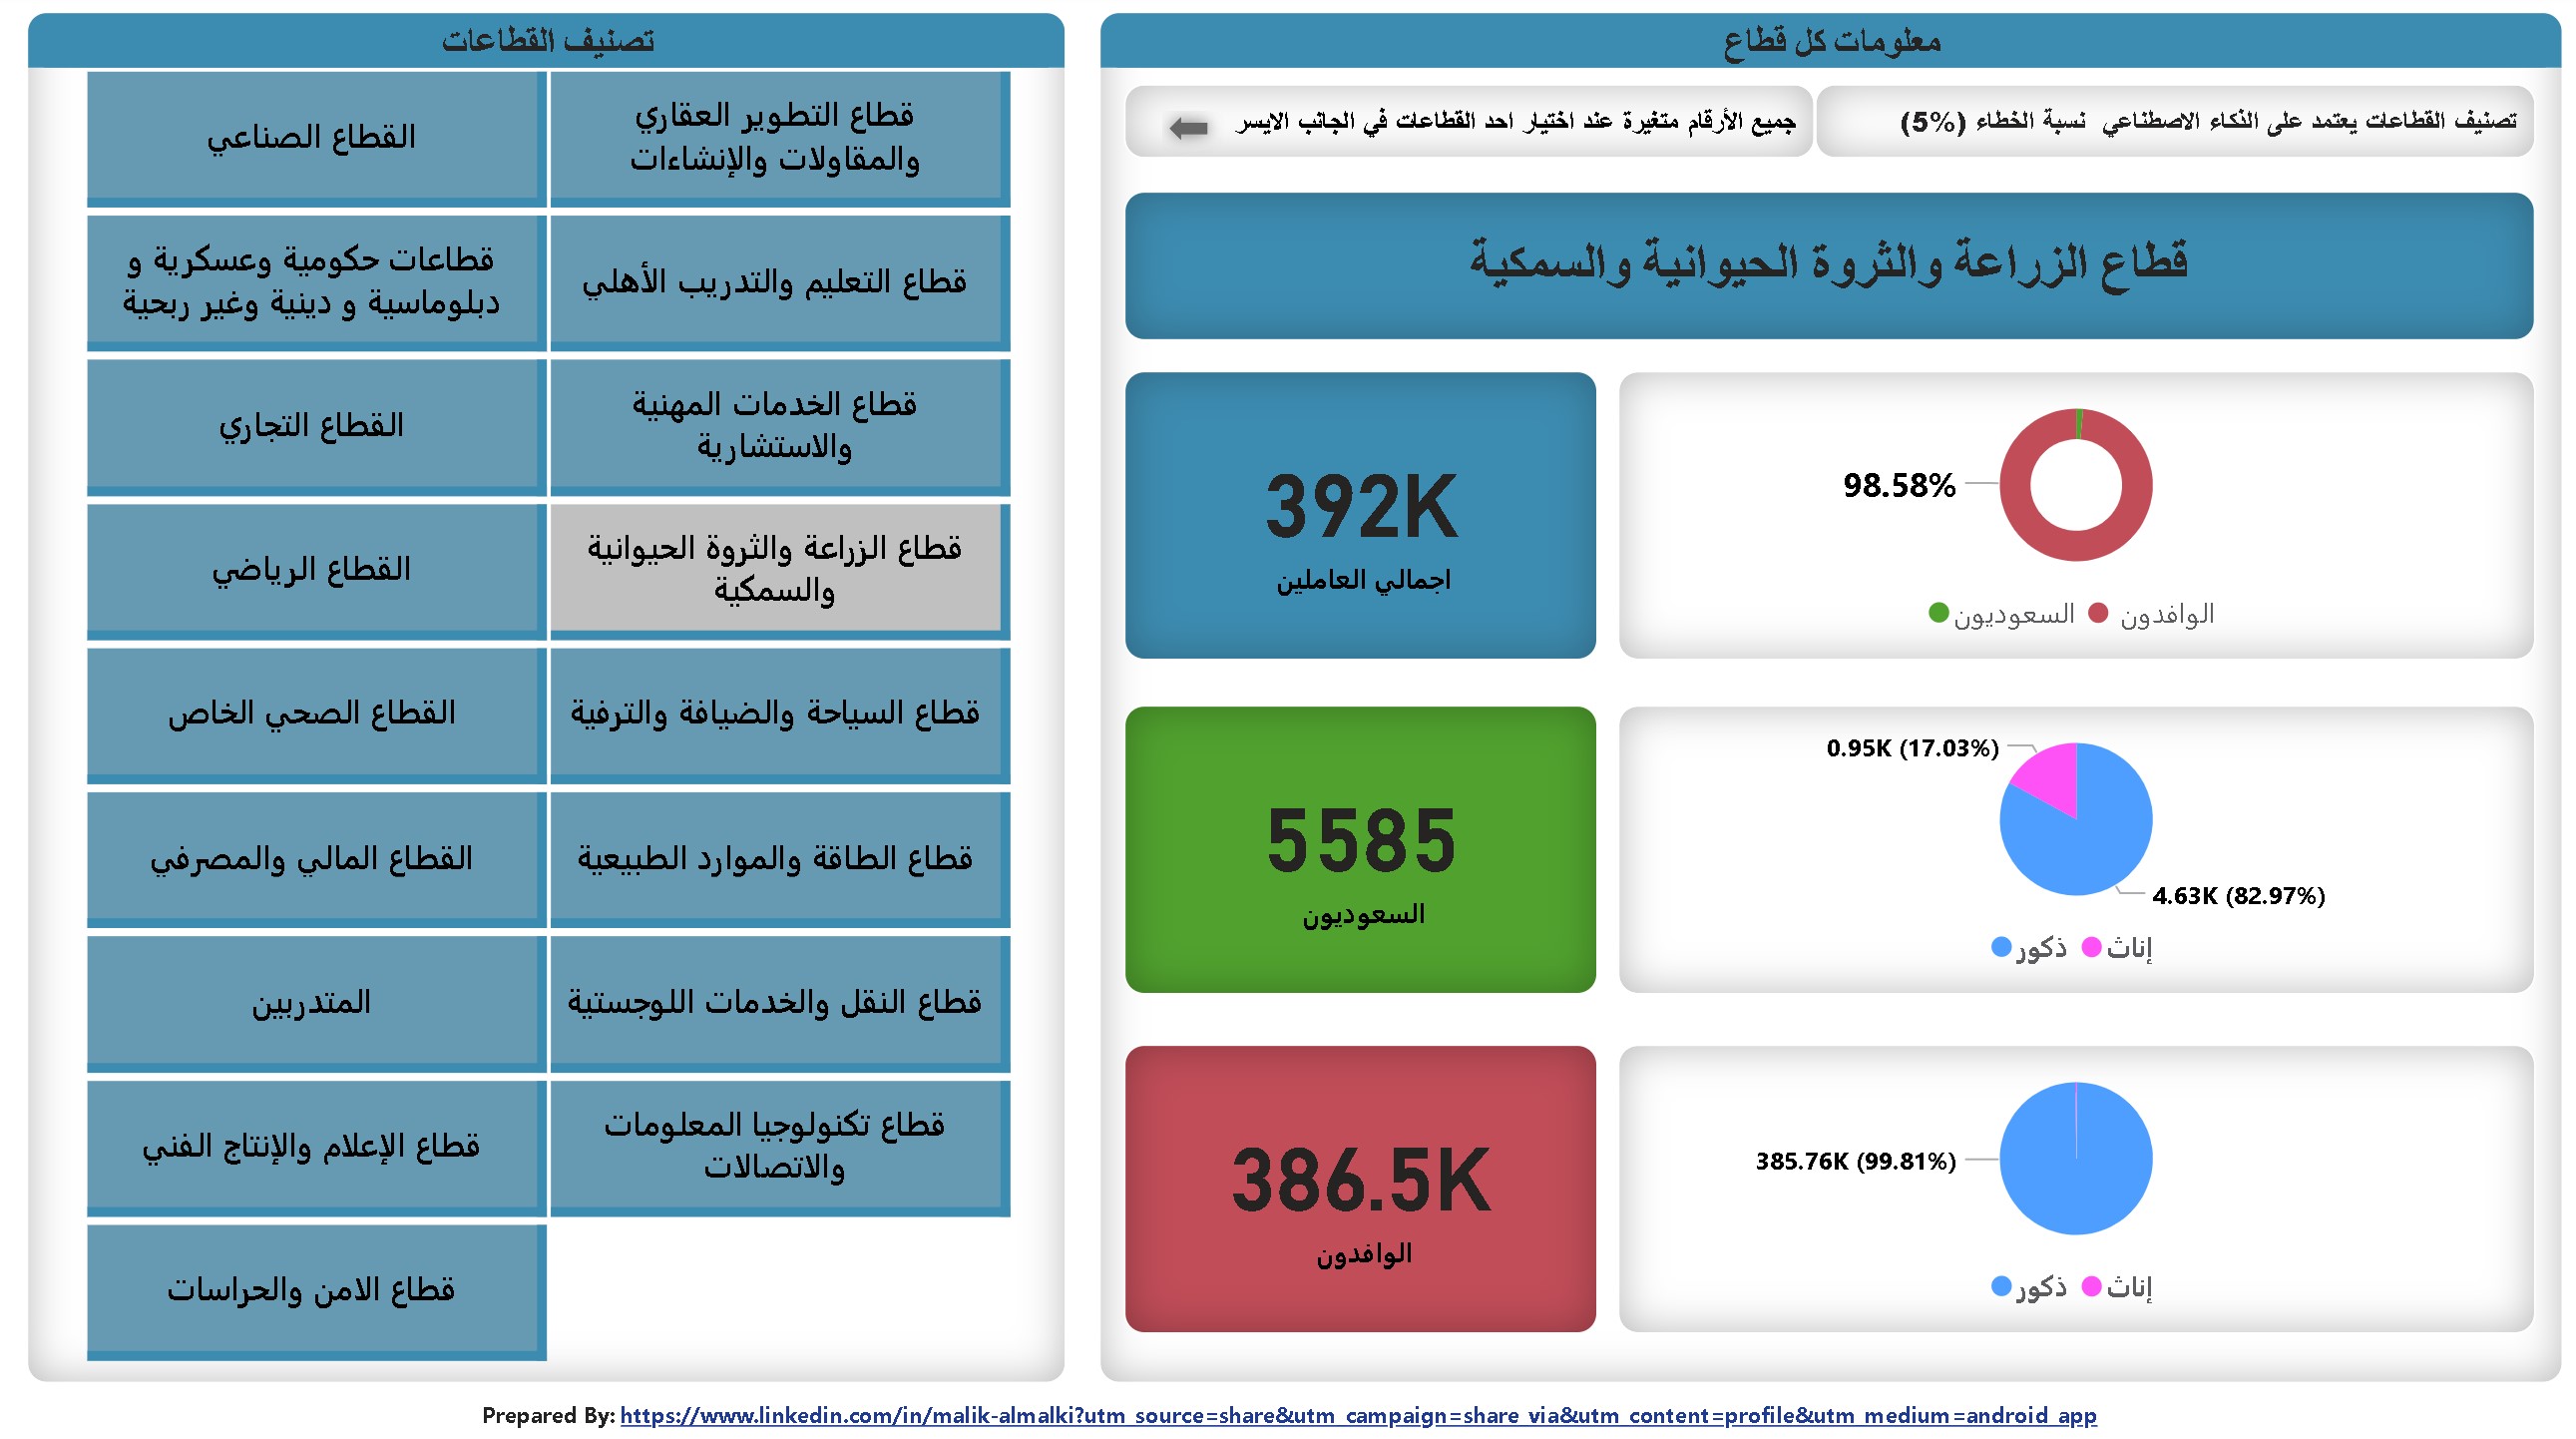 معلومات كل قطاع
تصنيف القطاعات يعتمد على الذكاء الاصطناعي نسبة الخطاء (5%)
جميع الأرقام متغيرة عند اختيار احد القطاعات في الجانب الايسر
قطاع الزراعة والثروة الحيوانية والسمكية
98.58%
الوافدون
السعوديون
392K
اجمالي العاملين
0.95K (17.03%)
4.63K (82.97%)
إناث
ذكور
5585
السعوديون
385.76K (99.81%)
إناث
ذكور
386.5K
الوافدون
تصنيف القطاعات
قطاع التطوير العقاري
والمقاولات والإنشاءات
القطاع الصناعي
قطاع التعليم والتدريب الأهلي
قطاعات حكومية وعسكرية و
دبلوماسية و دينية وغير ربحية
قطاع الخدمات المهنية
والاستشارية
القطاع التجاري
قطاع الزراعة والثروة الحيوانية
والسمكية
القطاع الرياضي
قطاع السياحة والضيافة والترفية
القطاع الصحي الخاص
قطاع الطاقة والموارد الطبيعية
القطاع المالي والمصرفي
قطاع النقل والخدمات اللوجستية
المتدربين
قطاع تكنولوجيا المعلومات
والاتصالات
قطاع الإعلام والإنتاج الفني
قطاع الامن والحراسات
Prepared By: https://www.linkedin.com/in/malik-almalki?utm_source=share&utm_campaign=share_via&utm_content=profile&utm_medium=android_app